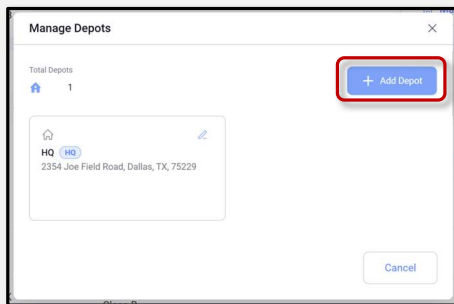 Manage Depots
Total Depots
1
+ Add Depot
HQ HQ
2354 Joe Field Road, Dallas, TX, 75229
Cancel